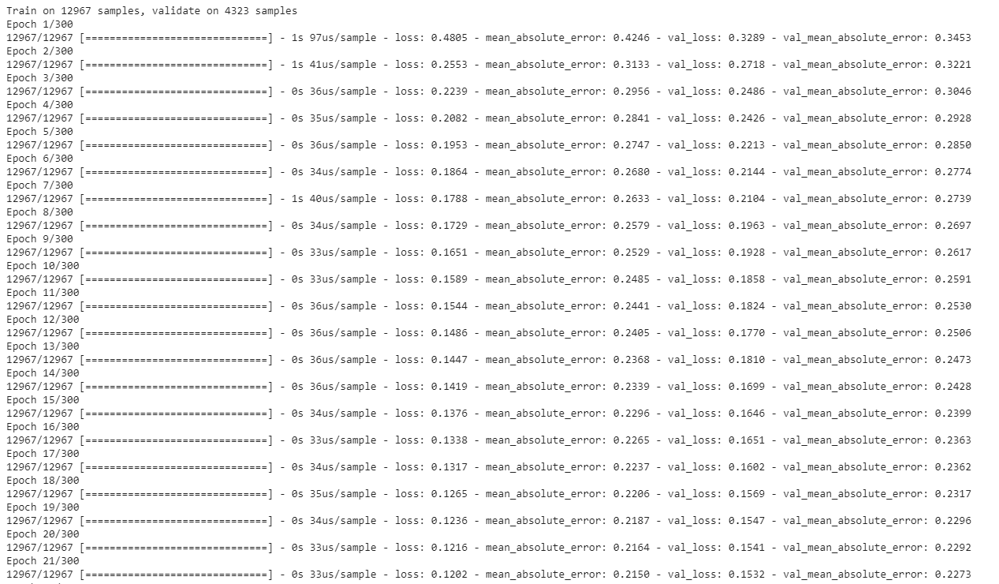 Train on 12967 samples, validate on 4323 samples
Epoch 1/300
12967/12967 [==============================] - 1s 97us/sample - loss: 0.4805 - mean_absolute_error: 0.4246 - val_loss: 0.3289 - val_mean_absolute_error: 0.3453
Epoch 2/300
12967/12967 [==============================] - 1s 41us/sample - loss: 0.2553 - mean_absolute_error: 0.3133 - val_loss: 0.2718 - val_mean_absolute_error: 0.3221
Epoch 3/300
12967/12967 [==============================] - 0s 36us/sample - loss: 0.2239 - mean_absolute_error: 0.2956 - val_loss: 0.2486 - val_mean_absolute_error: 0.3046
Epoch 4/300
12967/12967 [==============================] - 0s 35us/sample - loss: 0.2082 - mean_absolute_error: 0.2841 - val_loss: 0.2426 - val_mean_absolute_error: 0.2928
Epoch 5/300
12967/12967 [==============================] - 0s 36us/sample - loss: 0.1953 - mean_absolute_error: 0.2747 - val_loss: 0.2213 - val_mean_absolute_error: 0.2850
Epoch 6/300
12967/12967 [==============================] - 0s 34us/sample - loss: 0.1864 - mean_absolute_error: 0.2680 - val_loss: 0.2144 - val_mean_absolute_error: 0.2774
Epoch 7/300
12967/12967 [==============================] - 1s 40us/sample - loss: 0.1788 - mean_absolute_error: 0.2633 - val_loss: 0.2104 - val_mean_absolute_error: 0.2739
Epoch 8/300
12967/12967 [==============================] - 0s 34us/sample - loss: 0.1729 - mean_absolute_error: 0.2579 - val_loss: 0.1963 - val_mean_absolute_error: 0.2697
Epoch 9/300
12967/12967 [==============================] - 0s 33us/sample - loss: 0.1651 - mean_absolute_error: 0.2529 - val_loss: 0.1928 - val_mean_absolute_error: 0.2617
Epoch 10/300
12967/12967 [==============================] - 0s 33us/sample - loss: 0.1589 - mean_absolute_error: 0.2485 - val_loss: 0.1858 - val_mean_absolute_error: 0.2591
Epoch 11/300
12967/12967 [==============================] - 0s 36us/sample - loss: 0.1544 - mean_absolute_error: 0.2441 - val_loss: 0.1824 - val_mean_absolute_error: 0.2530
Epoch 12/300
12967/12967 [==============================] - 0s 36us/sample - loss: 0.1486 - mean_absolute_error: 0.2405 - val_loss: 0.1770 - val_mean_absolute_error: 0.2506
Epoch 13/300
12967/12967 [==============================] - 0s 36us/sample - loss: 0.1447 - mean_absolute_error: 0.2368 - val_loss: 0.1810 - val_mean_absolute_error: 0.2473
Epoch 14/300
12967/12967 [==============================] - 0s 36us/sample - loss: 0.1419 - mean_absolute_error: 0.2339 - val_loss: 0.1699 - val_mean_absolute_error: 0.2428
Epoch 15/300
12967/12967 [==============================] - 0s 34us/sample - loss: 0.1376 - mean_absolute_error: 0.2296 - val_loss: 0.1646 - val_mean_absolute_error: 0.2399
Epoch 16/300
12967/12967 [==============================] - 0s 33us/sample - loss: 0.1338 - mean_absolute_error: 0.2265 - val_loss: 0.1651 - val_mean_absolute_error: 0.2363
Epoch 17/300
12967/12967 [==============================] - 0s 34us/sample - loss: 0.1317 - mean_absolute_error: 0.2237 - val_loss: 0.1602 - val_mean_absolute_error: 0.2362
Epoch 18/300
12967/12967 [==============================] - 0s 35us/sample - loss: 0.1265 - mean_absolute_error: 0.2206 - val_loss: 0.1569 - val_mean_absolute_error: 0.2317
Epoch 19/300
12967/12967 [==============================] - 0s 34us/sample - loss: 0.1236 - mean_absolute_error: 0.2187 - val_loss: 0.1547 - val_mean_absolute_error: 0.2296
Epoch 20/300
12967/12967 [==============================] - 0s 33us/sample - loss: 0.1216 - mean_absolute_error: 0.2164 - val_loss: 0.1541 - val_mean_absolute_error: 0.2292
Epoch 21/300
12967/12967 [==============================] - 0s 33us/sample - loss: 0.1202 - mean_absolute_error: 0.2150 - val_loss: 0.1532 - val_mean_absolute_error: 0.2273